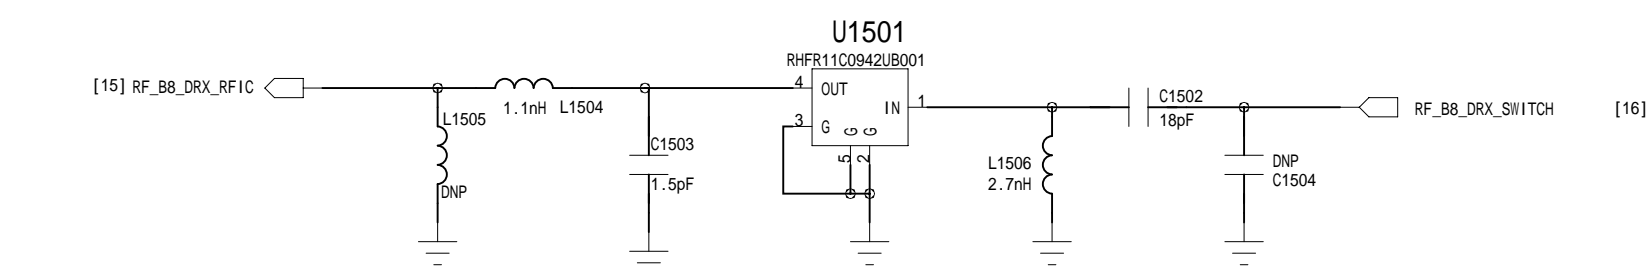 U1501
RHFR11C0942UB001
[15] RF_B8_DRX_RFIC
4
OUT
1.1nH
L1504
L1505
DNP
C1503
1.5pF
3
G
G
G
5
2
IN
1
C1502
18pF
L1506
2.7nH
DNP
C1504
RF_B8_DRX_SWITCH
[16]